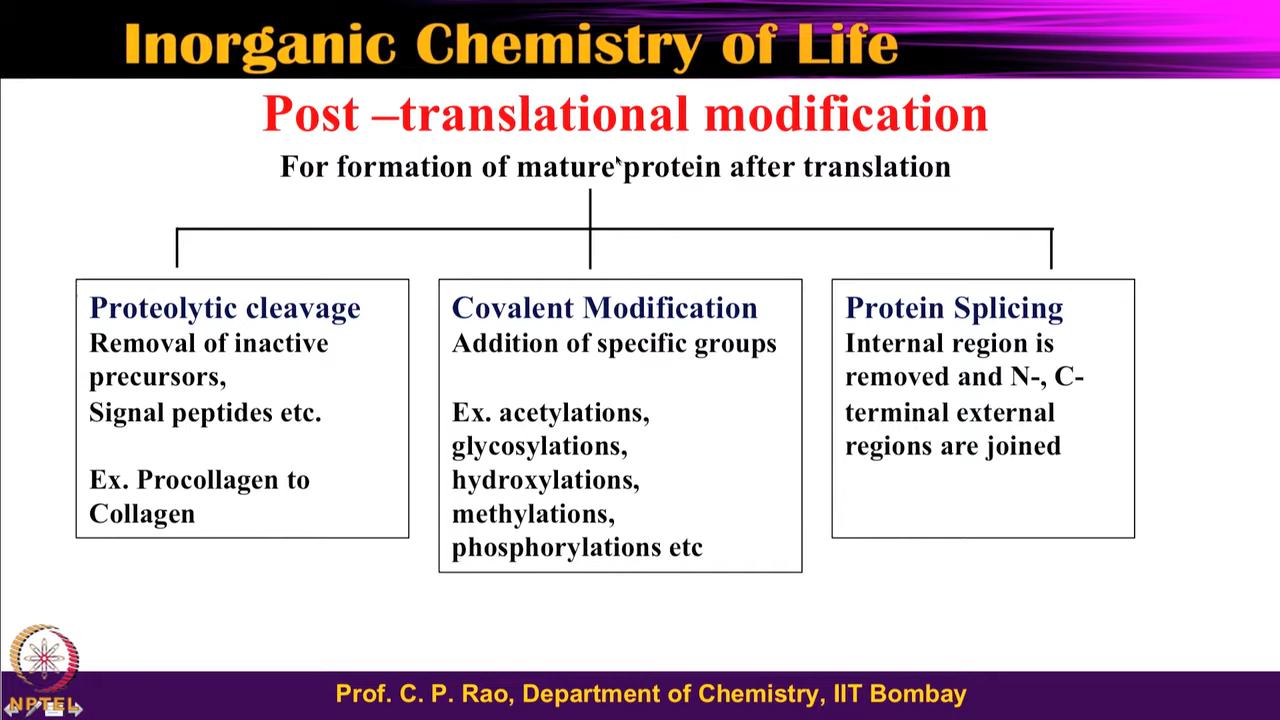 Inorganic Chemistry of Life
Post –translational modification
For formation of mature protein after translation
Proteolytic cleavage
Removal of inactive
precursors,
Signal peptides etc.
Ex. Procollagen to
Collagen
Covalent Modification
Addition of specific groups
Ex. acetylations,
glycosylations,
hydroxylations,
methylations,
phosphorylations etc
Protein Splicing
Internal region is
removed and N-, C-
terminal external
regions are joined
NPTEL
Prof. C. P. Rao, Department of Chemistry, IIT Bombay